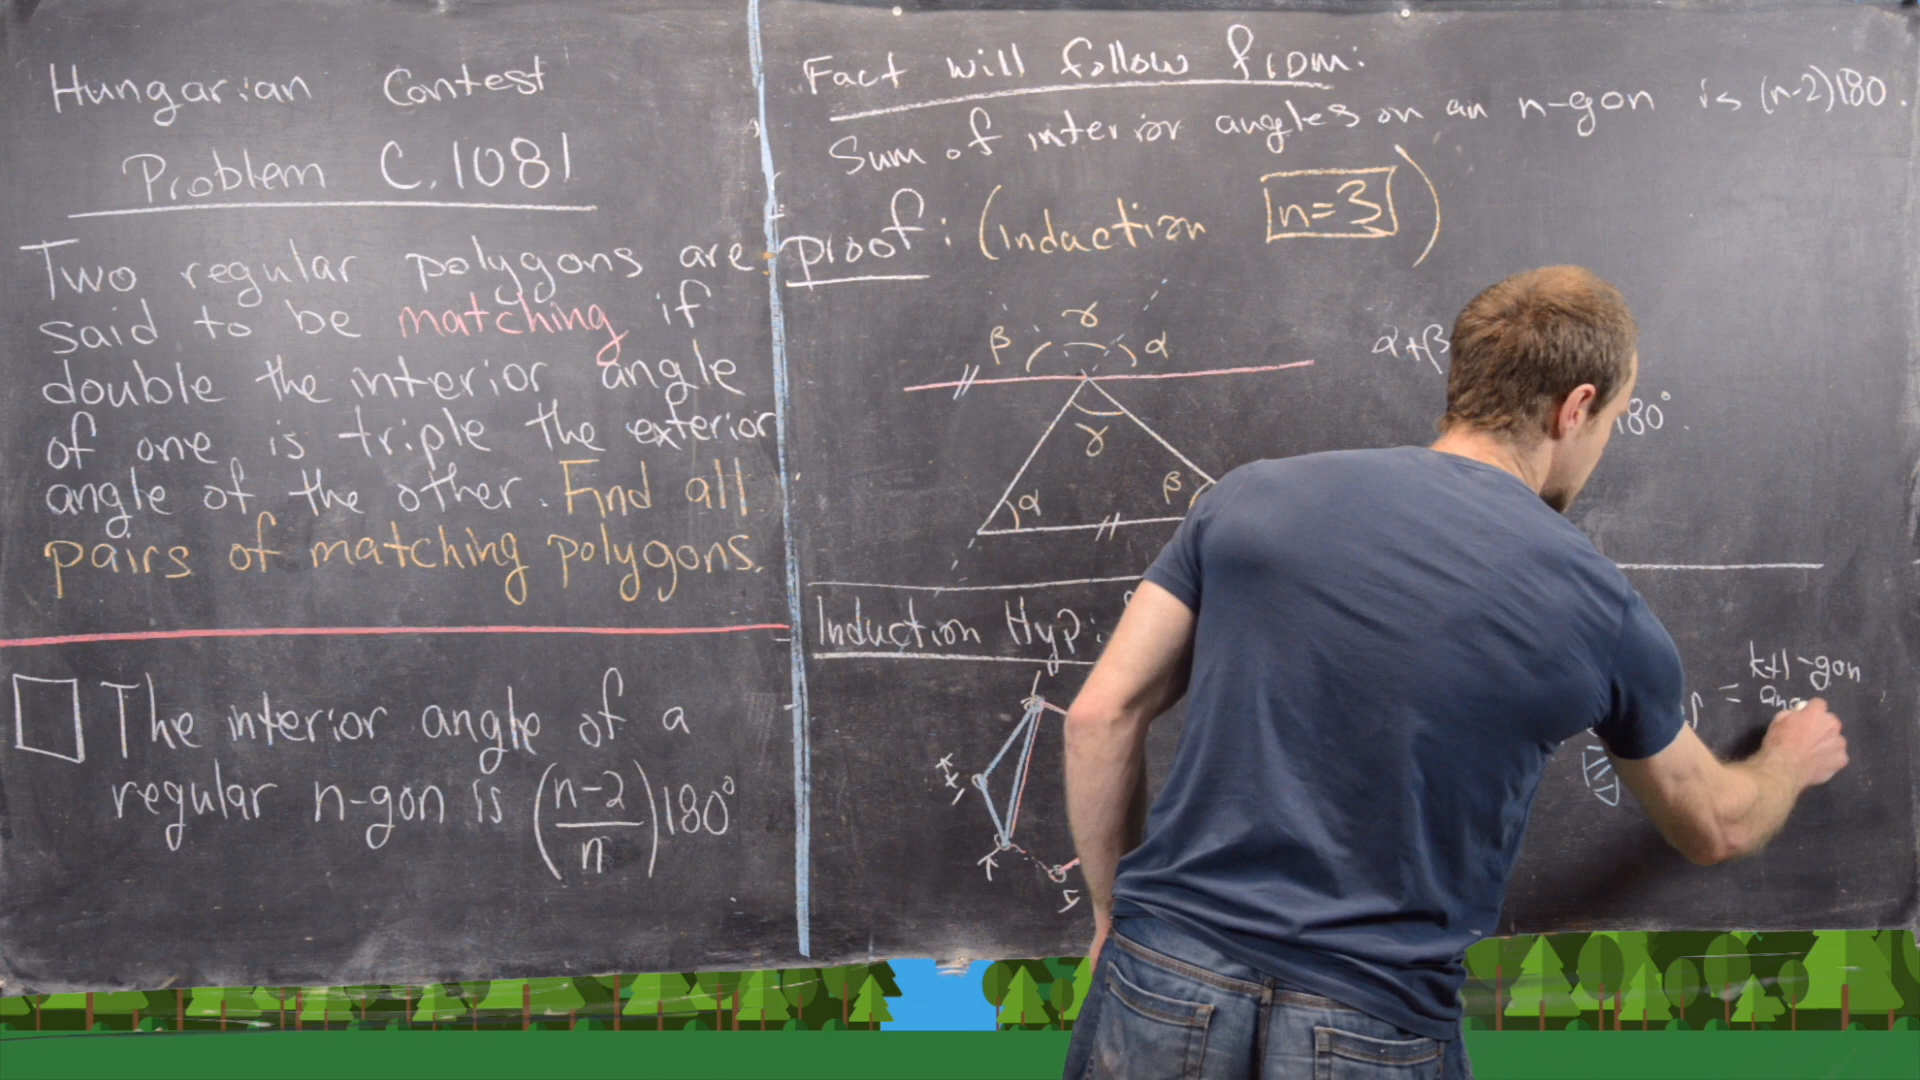 Hungarian Contest
Problem C.1081
Two regular polygons are
said to be matching if
double the interior angle
of one is triple the exterior
angle of the other. Find all
pairs of matching polygons.
The interior angle of a
regular n-gon is (n-2/n)180°
Fact will follow from:
Sum of interior angles on an n-gon is (n-2)180.
proof: (Induction n=3)
β γ α
α+β
180°.
γ
α β
Induction Hyp:
k+1-gon
=
k+1
k